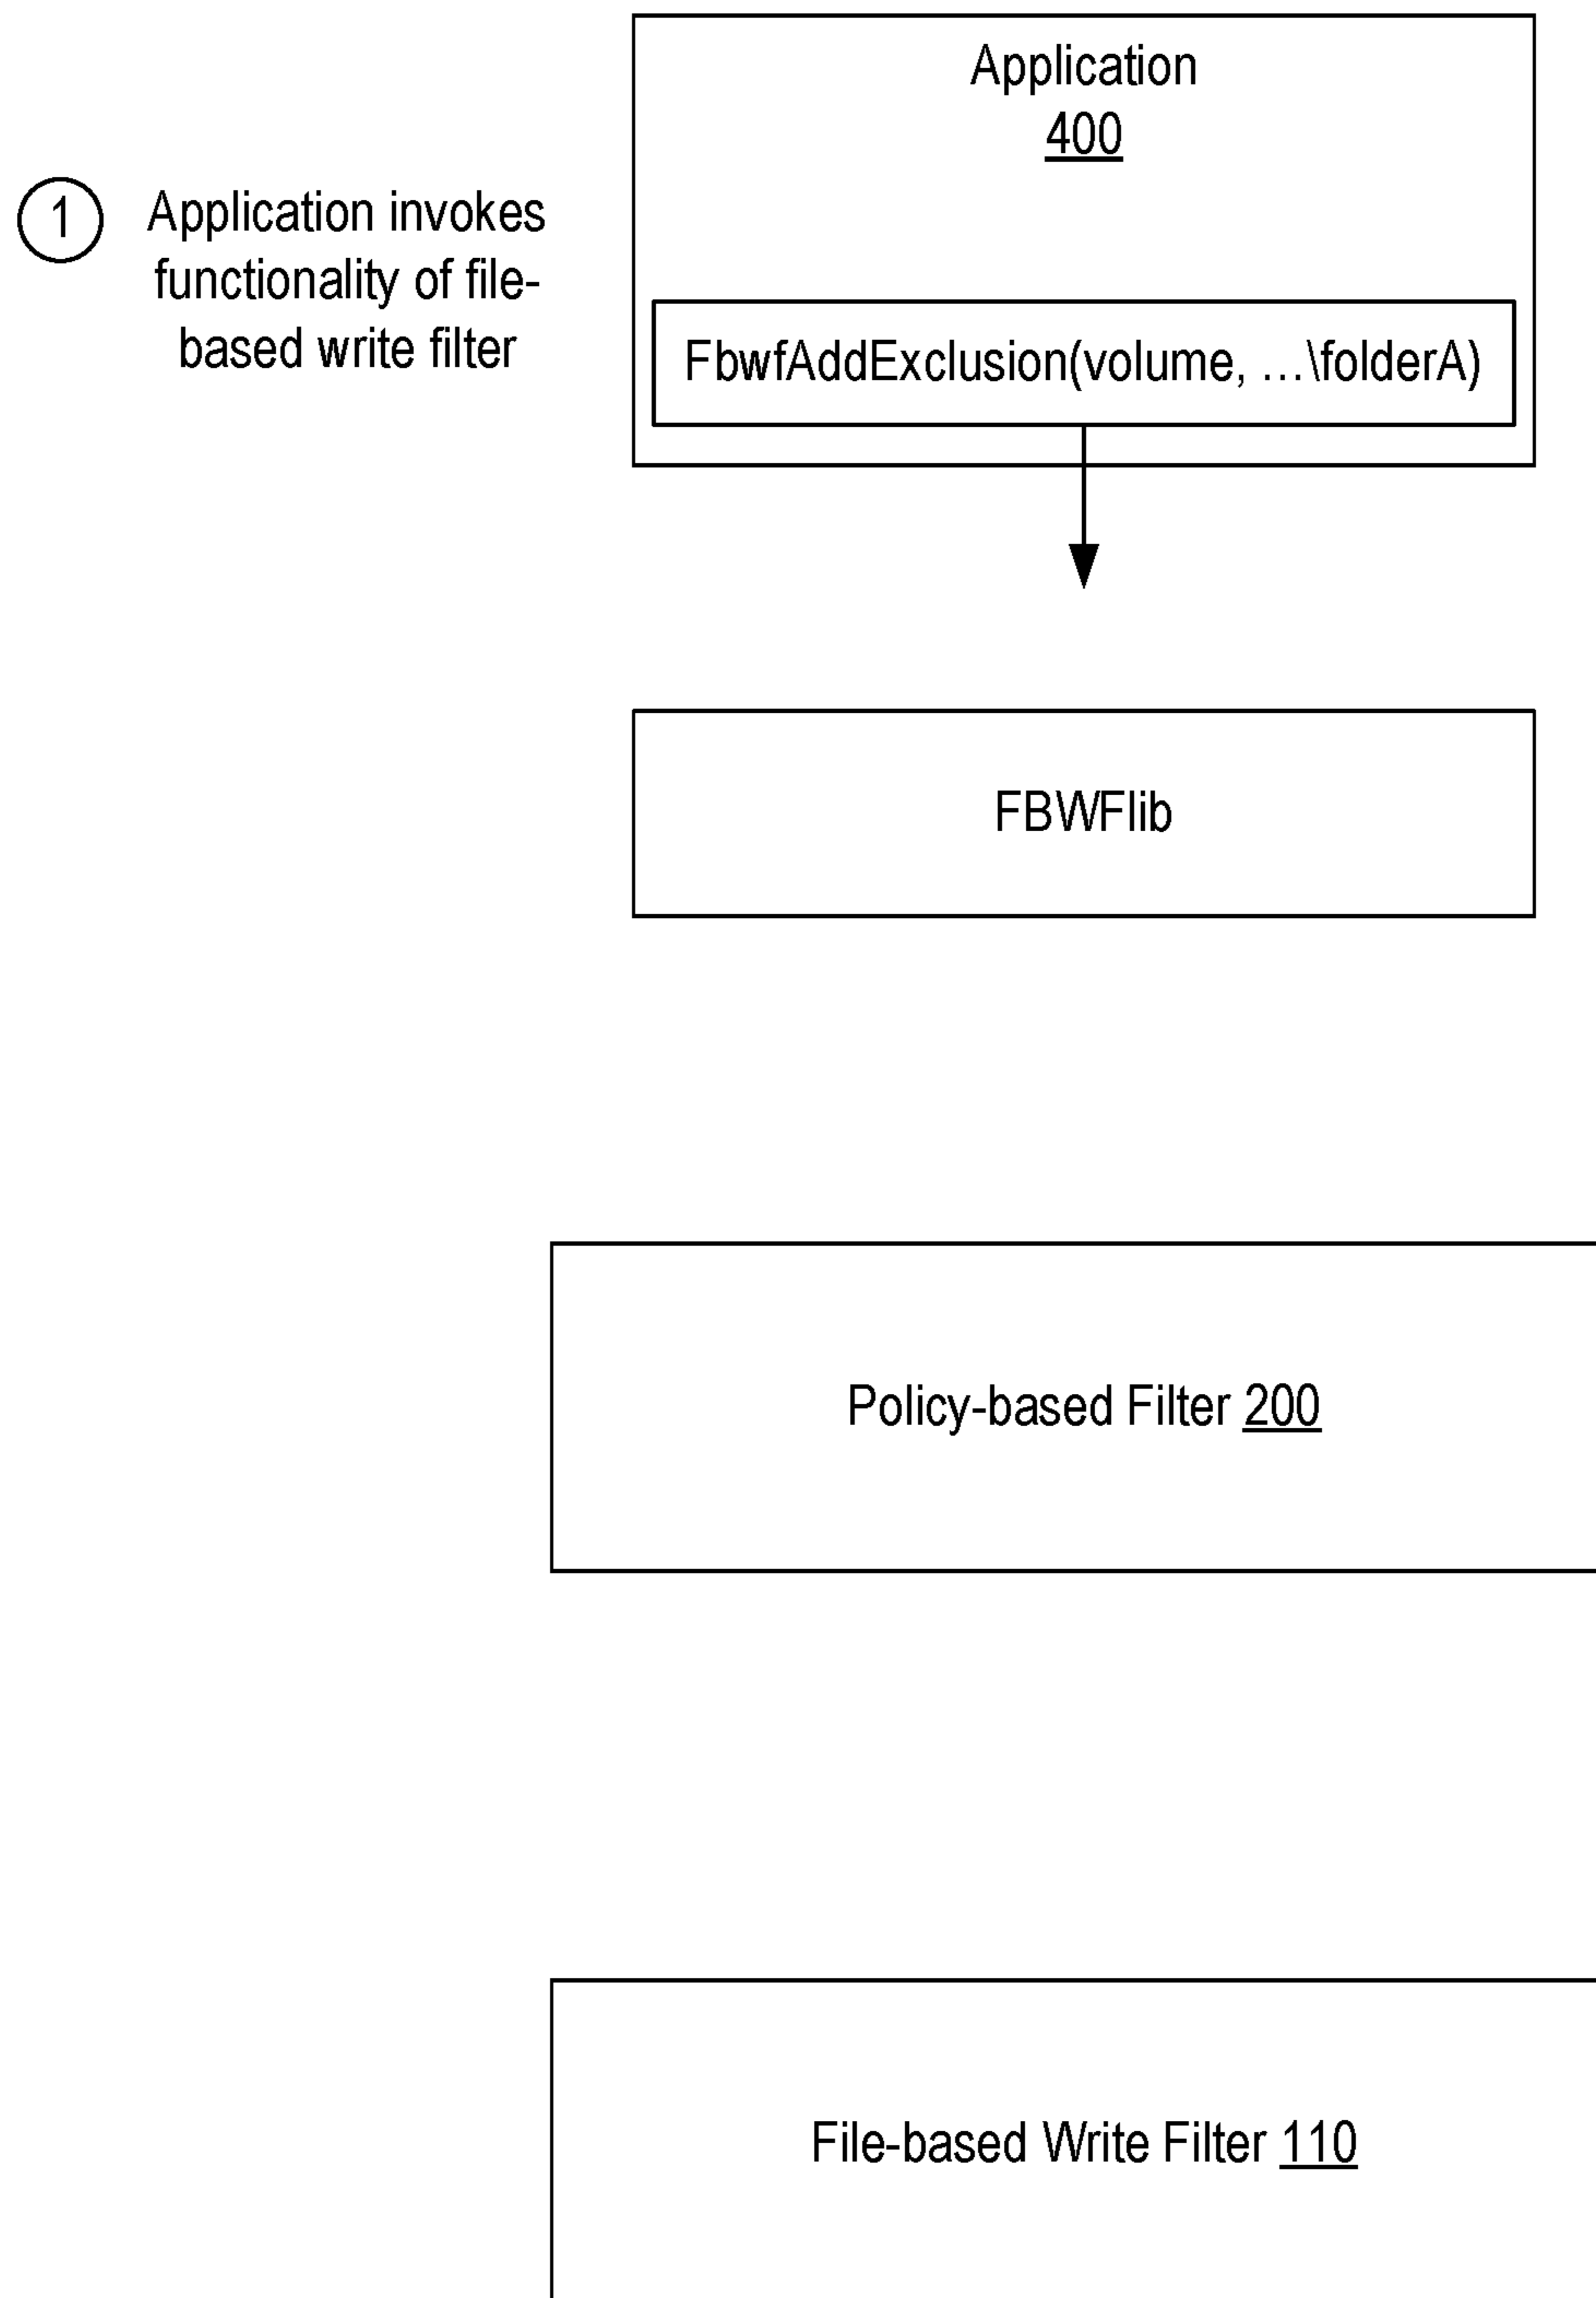 Application
400
1
Application invokes
functionality of file-
based write filter
FbwfAddExclusion(volume, ...\folderA)
FBWFlib
Policy-based Filter 200
File-based Write Filter 110